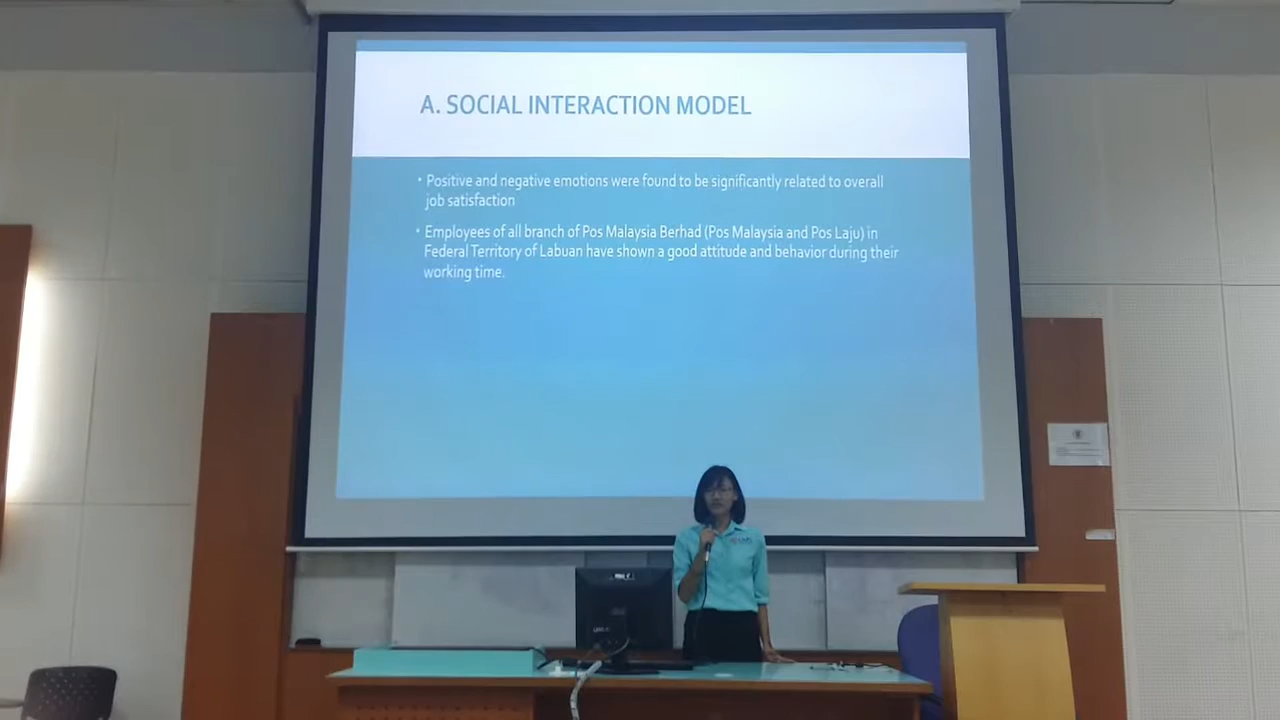 A. SOCIAL INTERACTION MODEL
• Positive and negative emotions were found to be significantly related to overall
job satisfaction
• Employees of all branch of Pos Malaysia Berhad (Pos Malaysia and Pos Laju) in
Federal Territory of Labuan have shown a good attitude and behavior during their
working time.